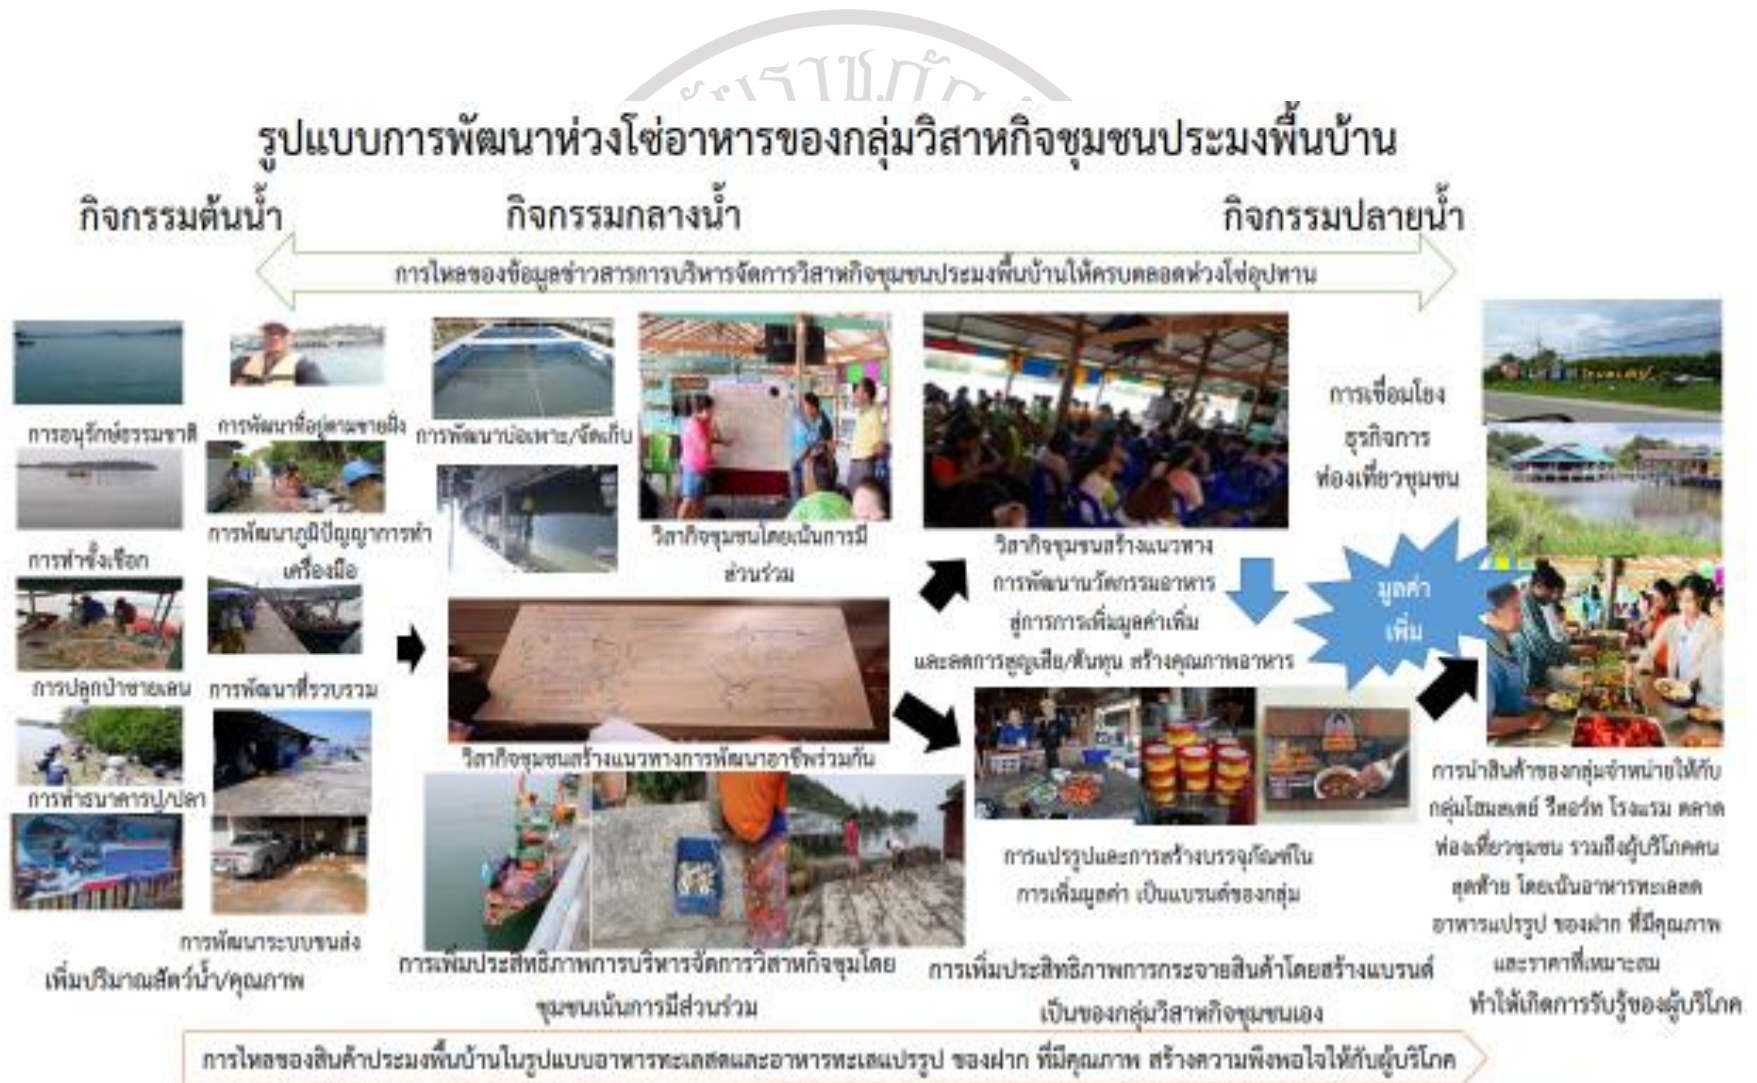 ัยราชภัฏ
รูปแบบการพัฒนาห่วงโซ่อาหารของกลุ่มวิสาหกิจชุมชนประมงพื้นบ้าน
กิจกรรมต้นน้ำ
กิจกรรมกลางน้ำ
กิจกรรมปลายน้ำ
การไหลของข้อมูลข่าวสารการบริหารจัดการวิสาหกิจชุมชนประมงพื้นบ้านให้ครบตลอดห่วงโซ่อุปทาน
การอนุรักษ์ธรรมชาติ
การพัฒนาที่อยู่ตามชายฝั่ง
การทำซั้งเชือก
การพัฒนาภูมิปัญญาการทำ
เครื่องมือ
การปลูกป่าชายเลน
การพัฒนาที่รวบรวม
การทำธนาคารปู/ปลา
การพัฒนาระบบขนส่ง
เพิ่มปริมาณสัตว์น้ำ/คุณภาพ
การพัฒนาบ่อเพาะ/จัดเก็บ
วิสากิจชุมชนโดยเน้นการมี
ส่วนร่วม
วิสากิจชุมชนสร้างแนวทางการพัฒนาอาชีพร่วมกัน
การเพิ่มประสิทธิภาพการบริหารจัดการวิสาหกิจชุมโดย
ชุมชนเน้นการมีส่วนร่วม
วิสากิจชุมชนสร้างแนวทาง
การพัฒนานวัตกรรมอาหาร
สู่การการเพิ่มมูลค่าเพิ่ม
และลดการสูญเสีย/ต้นทุน สร้างคุณภาพอาหาร
การแปรรูปและการสร้างบรรจุภัณฑ์ใน
การเพิ่มมูลค่า เป็นแบรนด์ของกลุ่ม
การเพิ่มประสิทธิภาพการกระจายสินค้าโดยสร้างแบรนด์
เป็นของกลุ่มวิสาหกิจชุมชนเอง
การเชื่อมโยง
ธุรกิจการ
ท่องเที่ยวชุมชน
มูลค่า
เพิ่ม
การนำสินค้าของกลุ่มจำหน่ายให้กับ
กลุ่มโฮมสเตย์ รีสอร์ท โรงแรม ตลาด
ท่องเที่ยวชุมชน รวมถึงผู้บริโภคคน
สุดท้าย โดยเน้นอาหารทะเลสด
อาหารแปรรูป ของฝาก ที่มีคุณภาพ
และราคาที่เหมาะสม
ทำให้เกิดการรับรู้ของผู้บริโภค
การไหลของสินค้าประมงพื้นบ้านในรูปแบบอาหารทะเลสดและอาหารทะเลแปรรูป ของฝาก ที่มีคุณภาพ สร้างความพึงพอใจให้กับผู้บริโภค